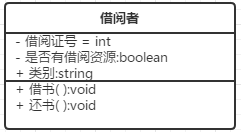 借阅者
- 借阅证号 = int
- 是否有借阅资源:boolean
+ 类别:string
+ 借书( ):void
+ 还书( ):void